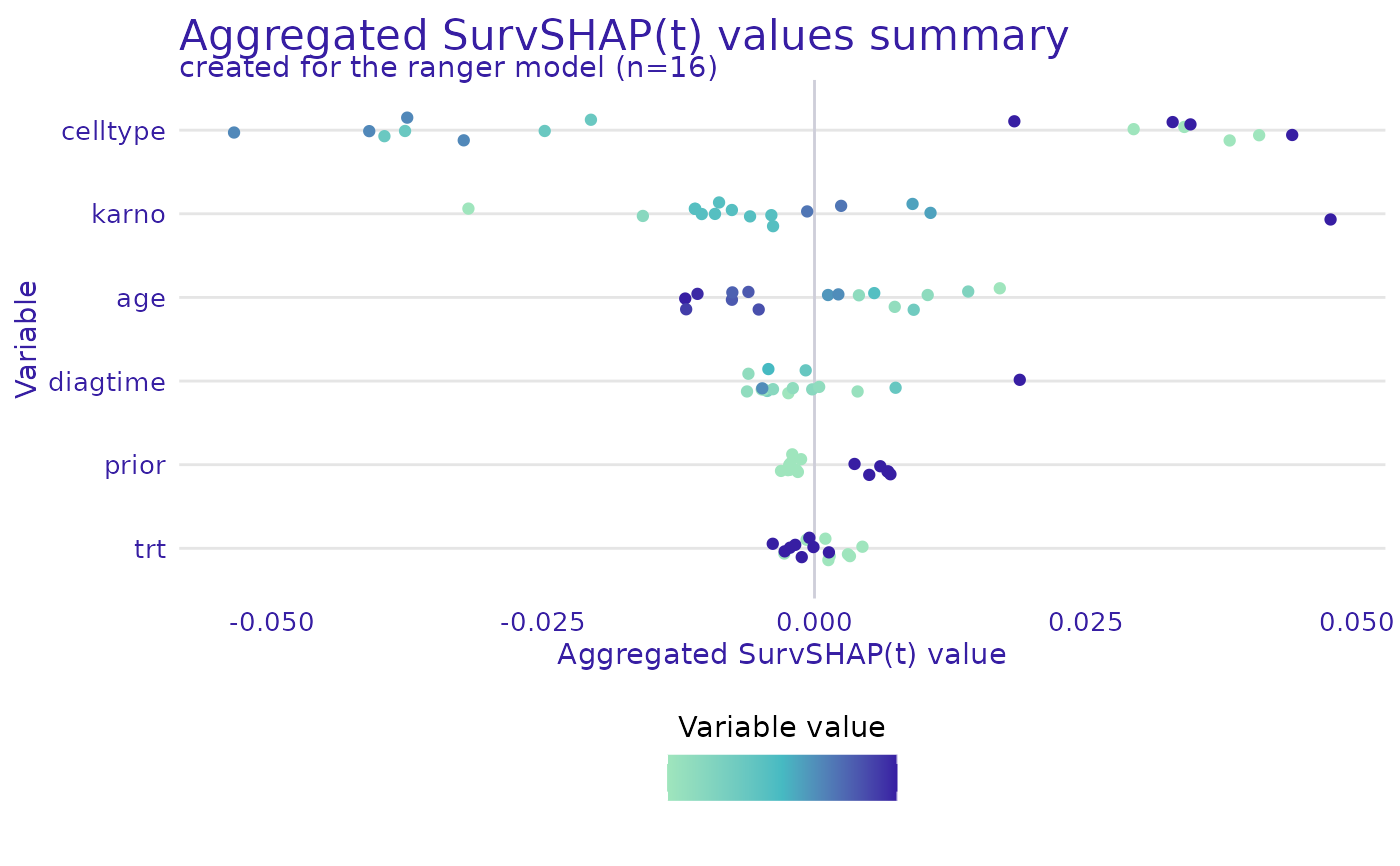 Aggregated SurvSHAP(t) values summary
created for the ranger model (n=16)
celltype
karno
age
diagtime
prior
trt
Variable
-0.050 -0.025 0.000 0.025 0.050
Aggregated SurvSHAP(t) value
Variable value